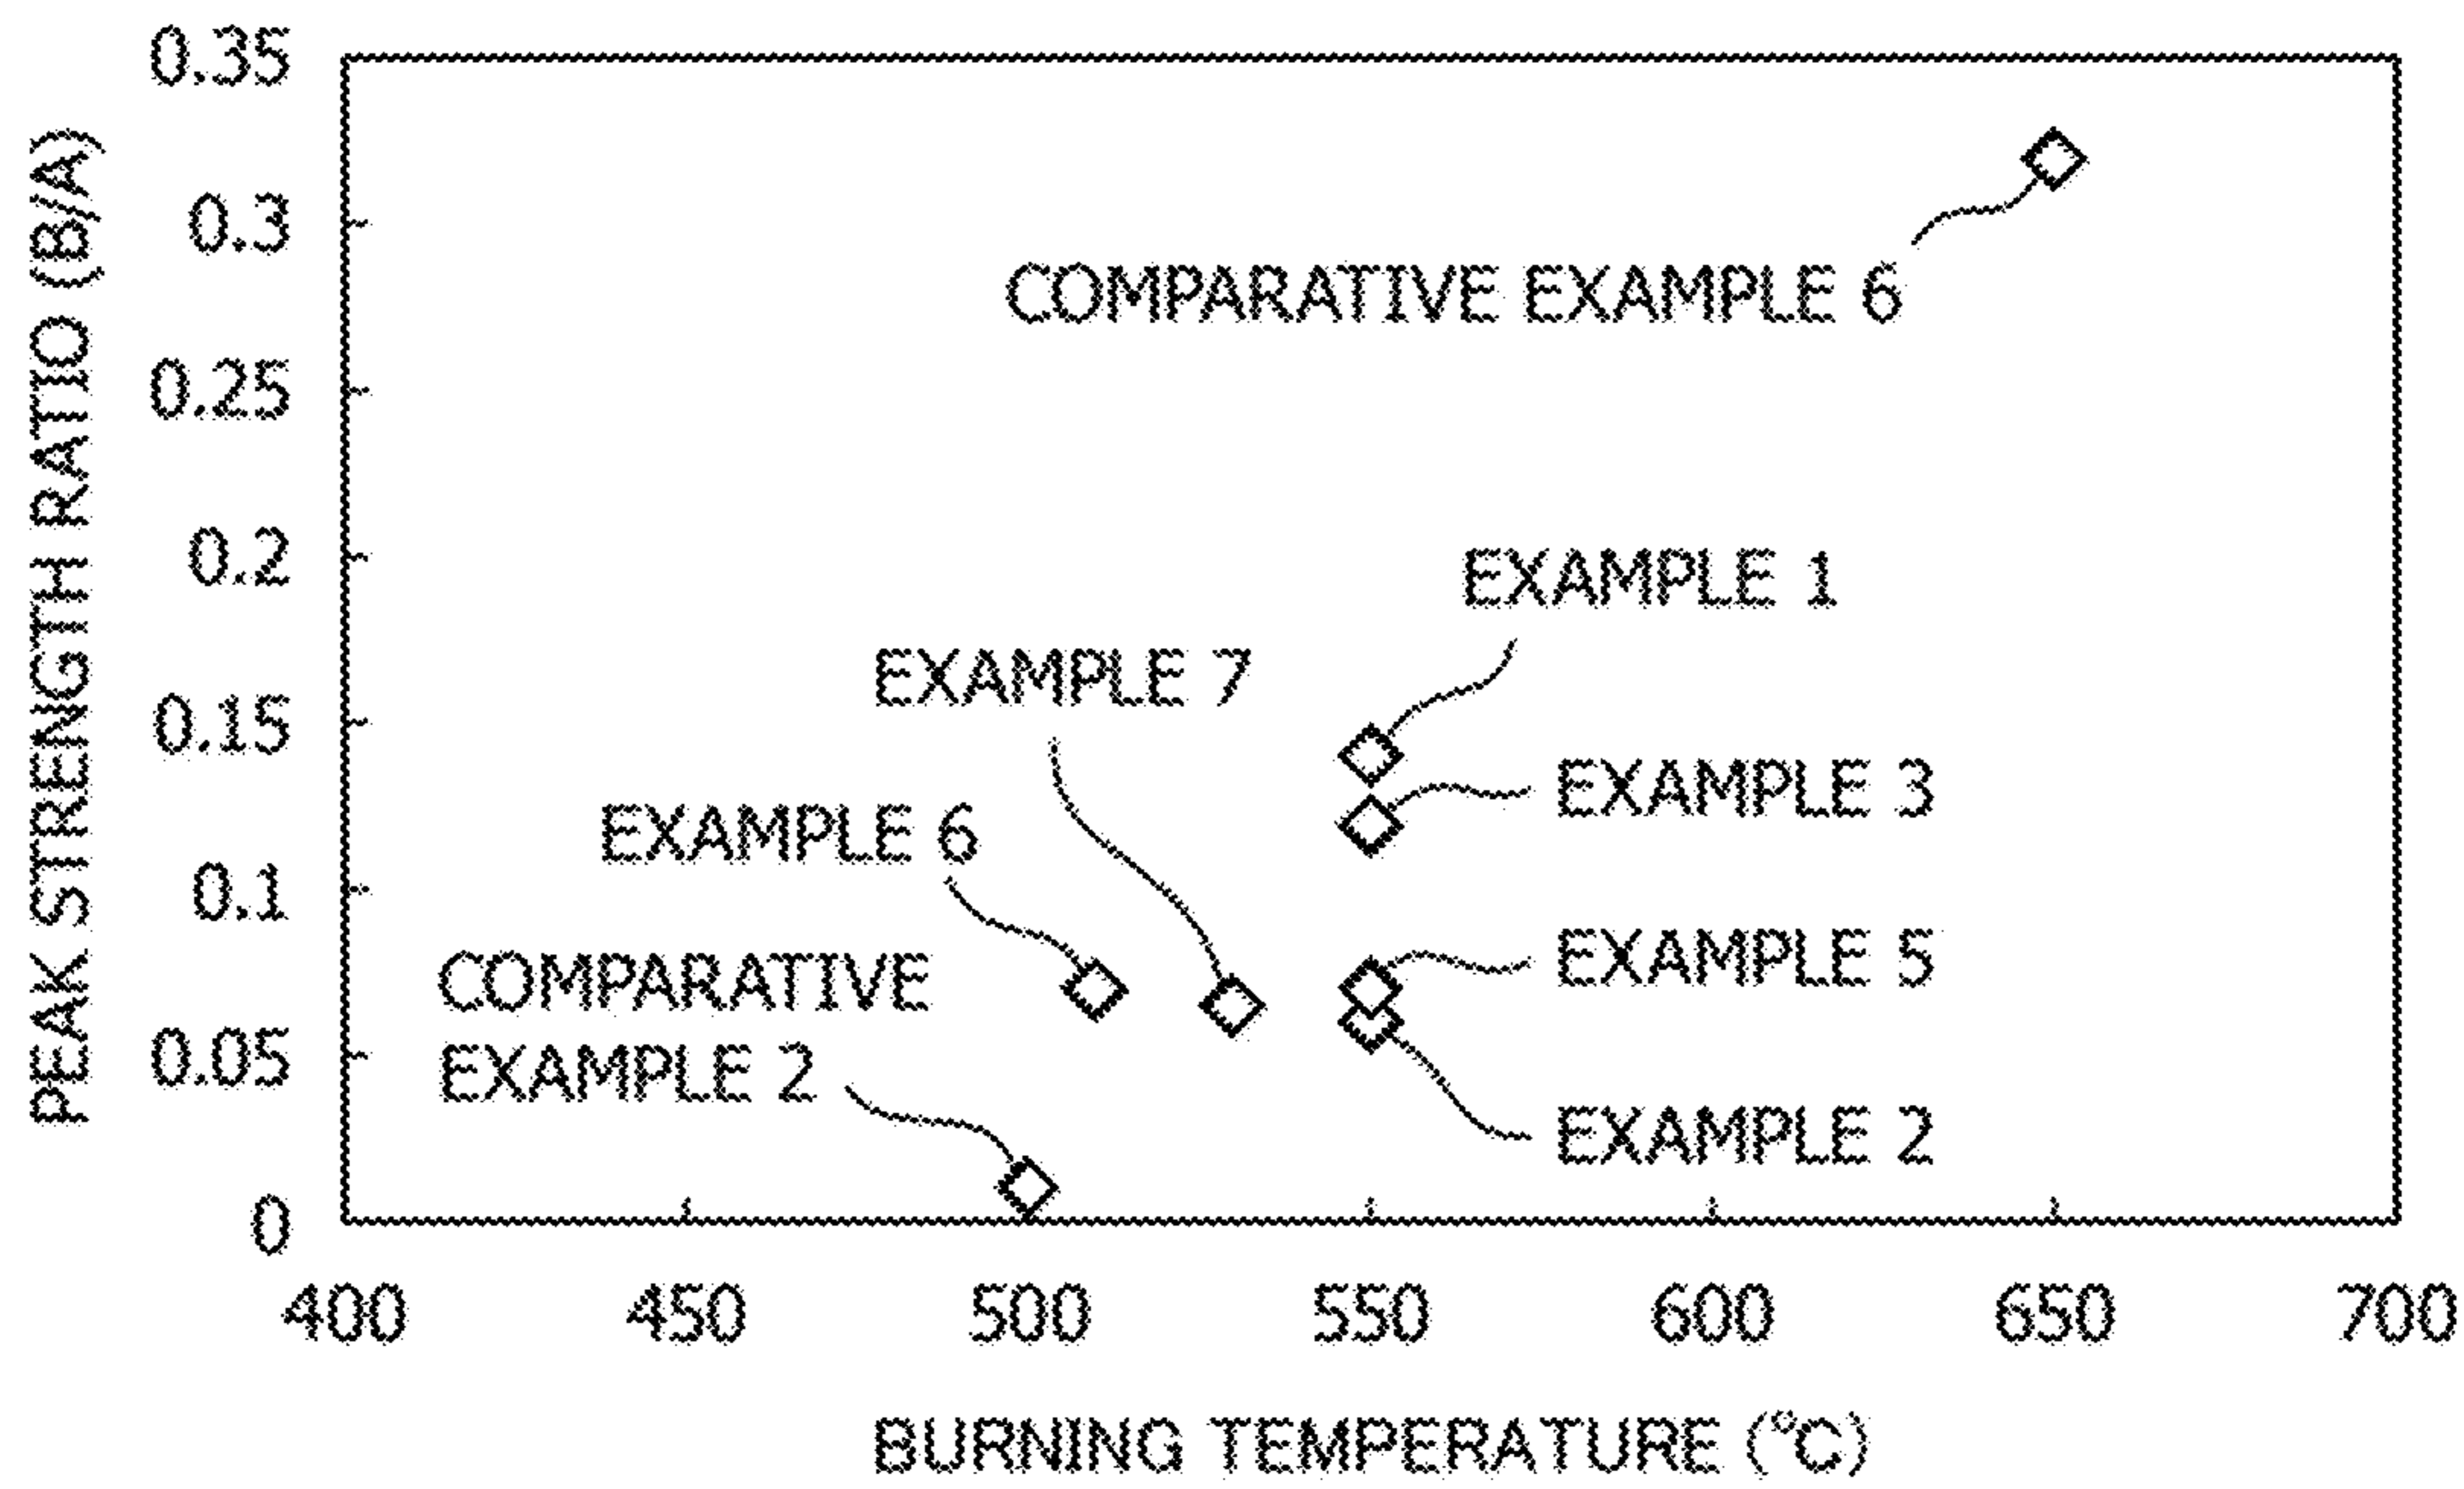 PEAK STRENGTH RATIO (B/A)
0.35
0.3
0.25
0.2
0.15
0.1
0.05
0
COMPARATIVE EXAMPLE 6
EXAMPLE 1
EXAMPLE 7
EXAMPLE 3
EXAMPLE 6
EXAMPLE 5
COMPARATIVE
EXAMPLE 2
EXAMPLE 2
400 450 500 550 600 650 700
BURNING TEMPERATURE (°C)